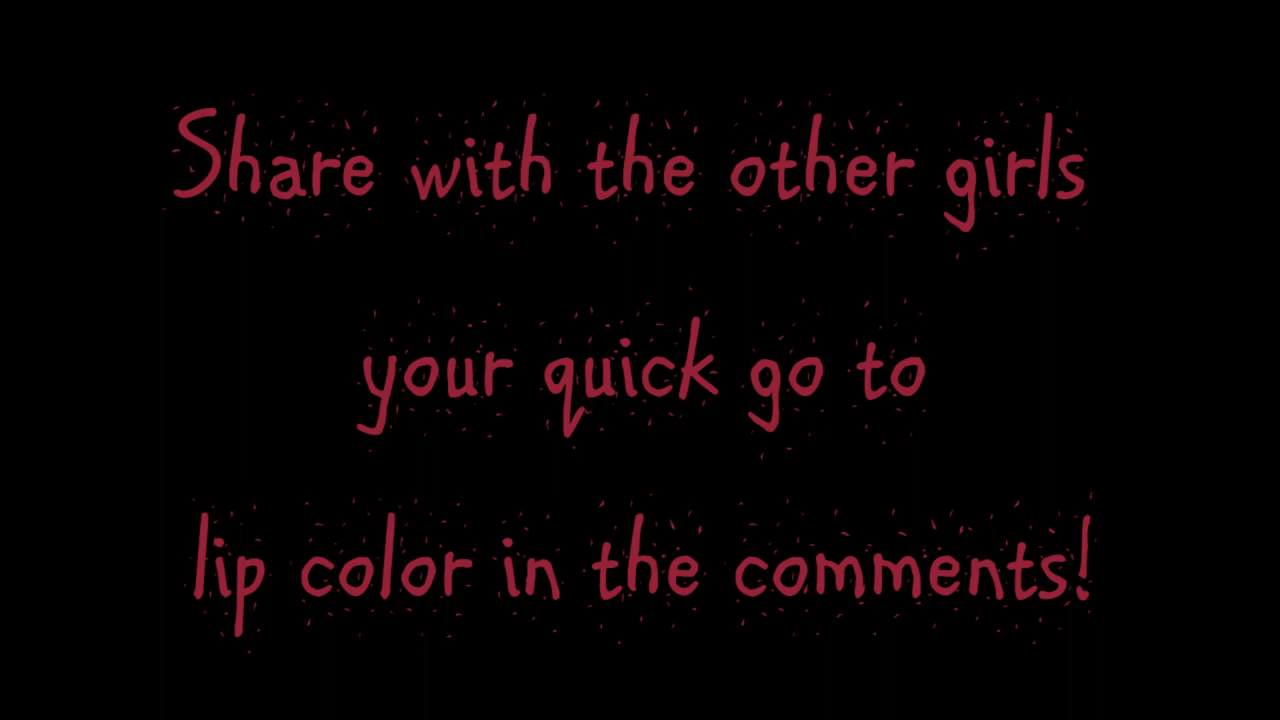 Share with the other girls
your quick go to
lip color in the comments!